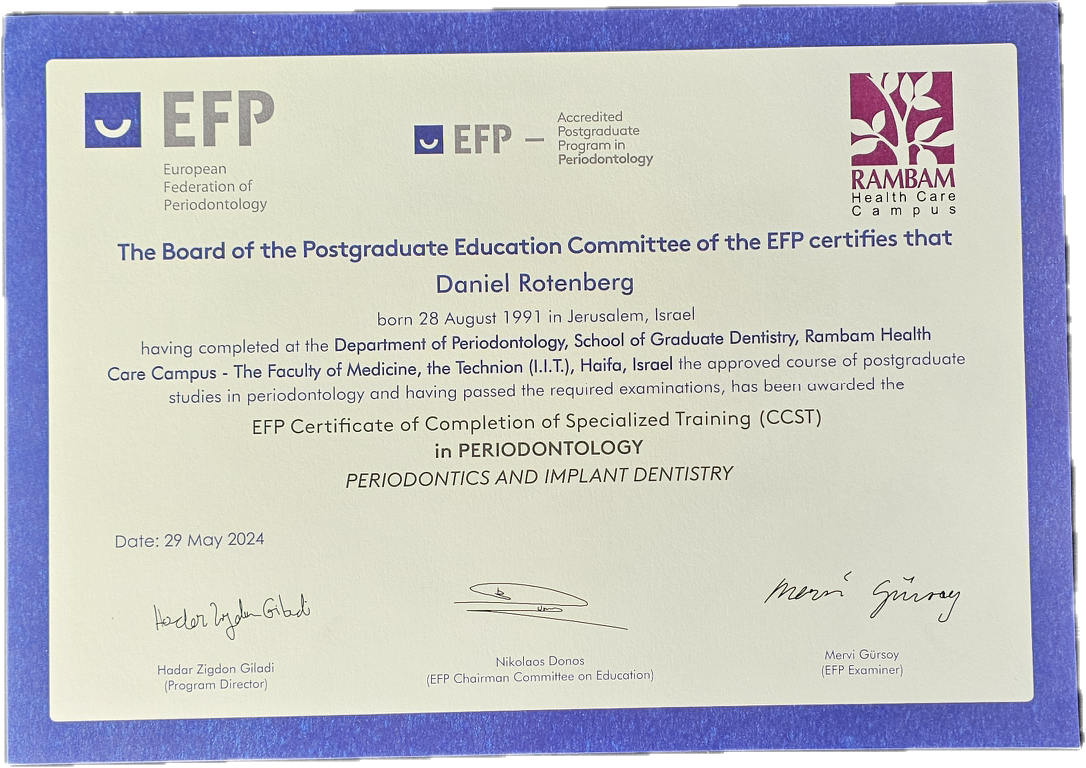 EFP
European
Federation of
Periodontology
EFP —
Accredited
Postgraduate
Program in
Periodontology
RAMBAM
Health Care
Campus
The Board of the Postgraduate Education Committee of the EFP certifies that
Daniel Rotenberg
born 28 August 1991 in Jerusalem, Israel
having completed at the Department of Periodontology, School of Graduate Dentistry, Rambam Health
Care Campus - The Faculty of Medicine, the Technion (I.I.T.), Haifa, Israel the approved course of postgraduate
studies in periodontology and having passed the required examinations, has been awarded the
EFP Certificate of Completion of Specialized Training (CCST)
in PERIODONTOLOGY
PERIODONTICS AND IMPLANT DENTISTRY
Date: 29 May 2024
Hadar Zigdon Giladi
Mervi Gürsoy
Hadar Zigdon Giladi
(Program Director)
Nikolaos Donos
(EFP Chairman Committee on Education)
Mervi Gürsoy
(EFP Examiner)